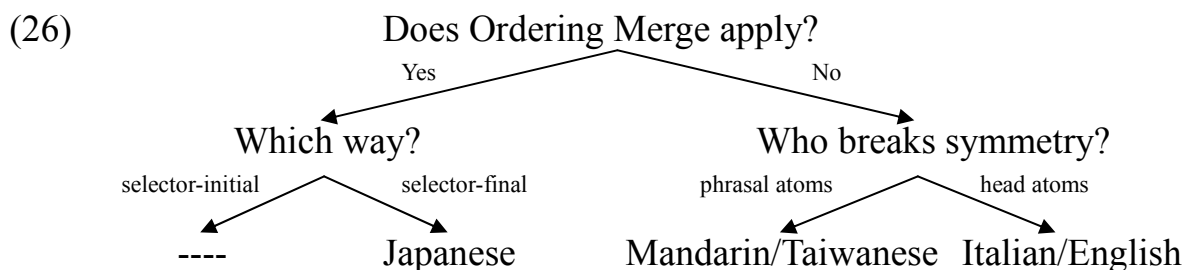 (26) Does Ordering Merge apply?
Yes No
Which way? Who breaks symmetry?
selector-initial selector-final phrasal atoms head atoms
---- Japanese Mandarin/Taiwanese Italian/English